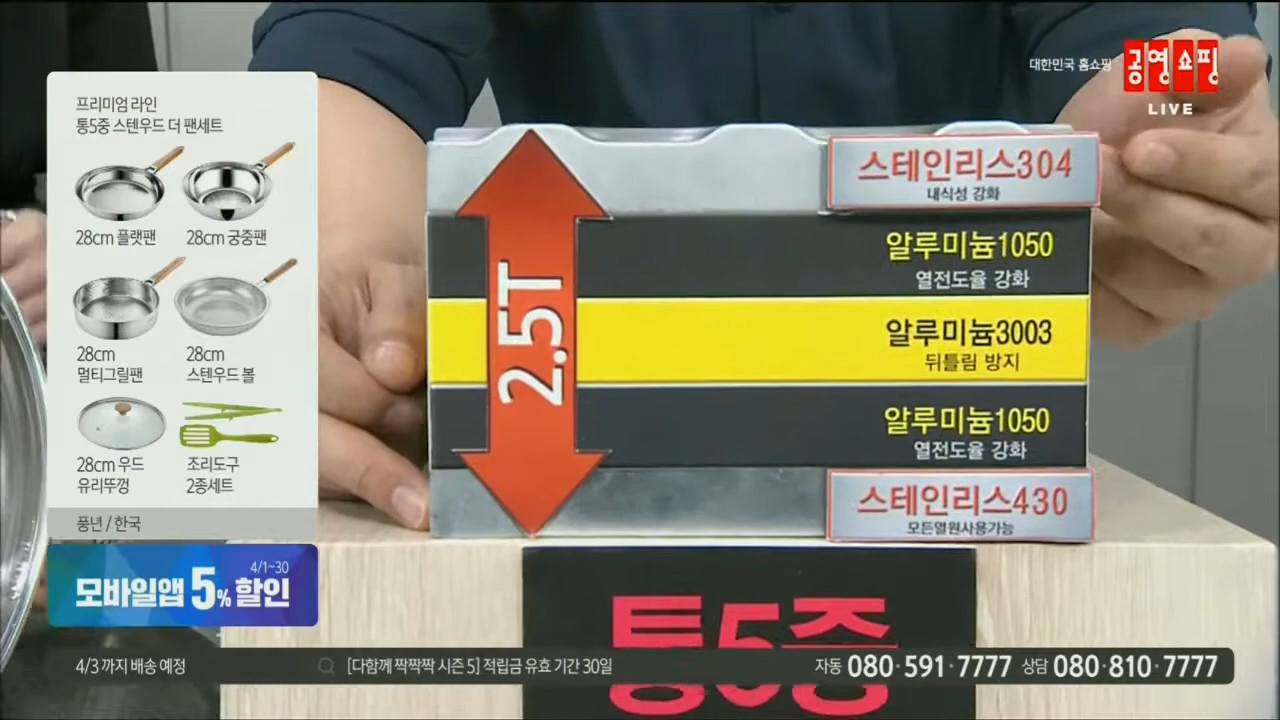 대한민국 홈쇼핑
공영쇼핑
LIVE
프리미엄 라인
통5중 스텐우드 더 팬세트
28cm 플랫팬
28cm 궁중팬
28cm
멀티그릴팬
28cm
스텐우드 볼
28cm 우드
유리뚜껑
조리도구
2종세트
풍년 / 한국
4/1~30
모바일앱 5% 할인
2.5T
스테인리스304
내식성 강화
알루미늄1050
열전도율 강화
알루미늄3003
뒤틀림 방지
알루미늄1050
열전도율 강화
스테인리스430
모든열원사용가능
통5중
4/3 까지 배송 예정
[다함께 짝짝짝 시즌 5] 적립금 유효 기간 30일
자동 080·591·7777 상담 080·810·7777